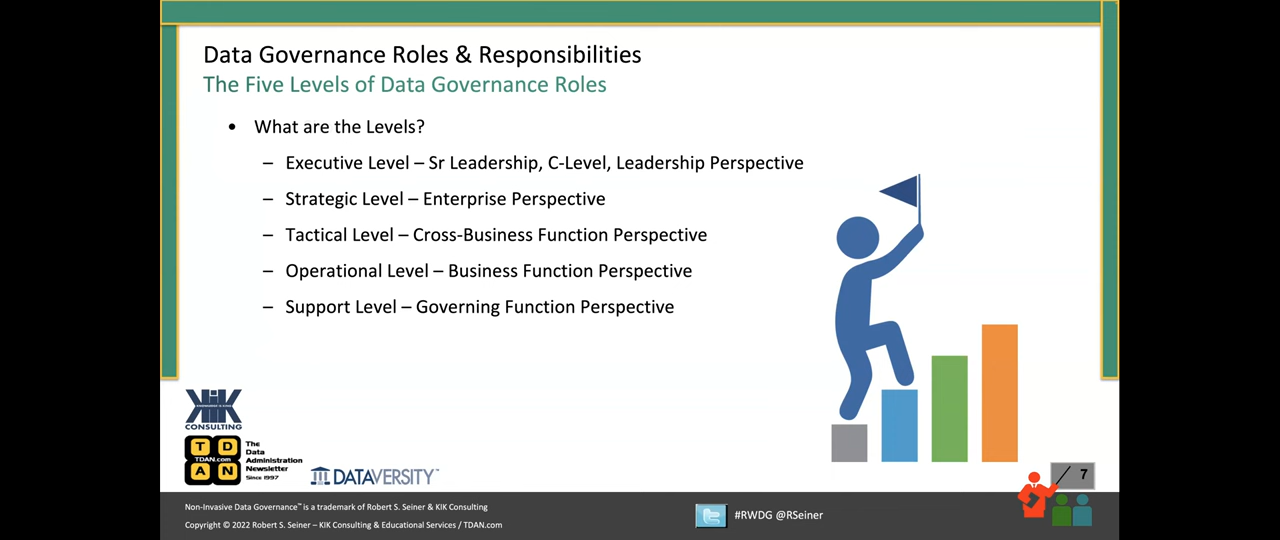 Data Governance Roles & Responsibilities
The Five Levels of Data Governance Roles
• What are the Levels?
– Executive Level – Sr Leadership, C-Level, Leadership Perspective
– Strategic Level – Enterprise Perspective
– Tactical Level – Cross-Business Function Perspective
– Operational Level – Business Function Perspective
– Support Level – Governing Function Perspective
KIK
CONSULTING
T D
TDAN.com
A N
The
Data
Administration
Newsletter
Since 1997
DATAVERSITY™
7
Non-Invasive Data Governance™ is a trademark of Robert S. Seiner & KIK Consulting
Copyright © 2022 Robert S. Seiner – KIK Consulting & Educational Services / TDAN.com
#RWDG @RSeiner